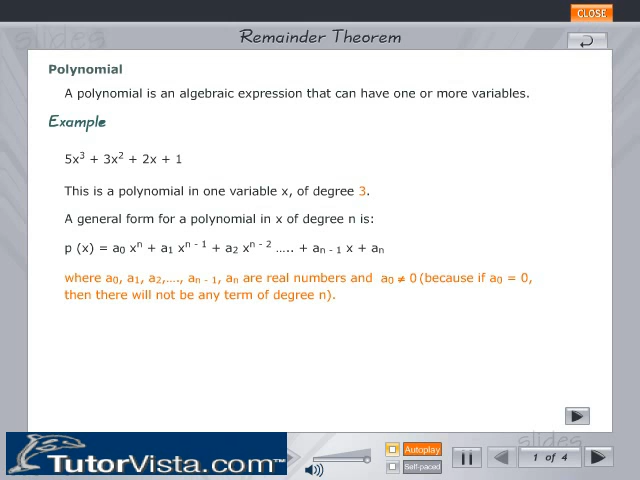 CLOSE
slides
Remainder Theorem
Polynomial
A polynomial is an algebraic expression that can have one or more variables.
Example
5x³ + 3x² + 2x + 1
This is a polynomial in one variable x, of degree 3.
A general form for a polynomial in x of degree n is:
p (x) = a₀ xⁿ + a₁ xⁿ ⁻ ¹ + a₂ xⁿ ⁻ ² ..... + aₙ ₋ ₁ x + aₙ
where a₀, a₁, a₂,...., aₙ ₋ ₁, aₙ are real numbers and a₀ ≠ 0 (because if a₀ = 0,
then there will not be any term of degree n).
slides
TutorVista.com™
Autoplay
Self-paced
1 of 4